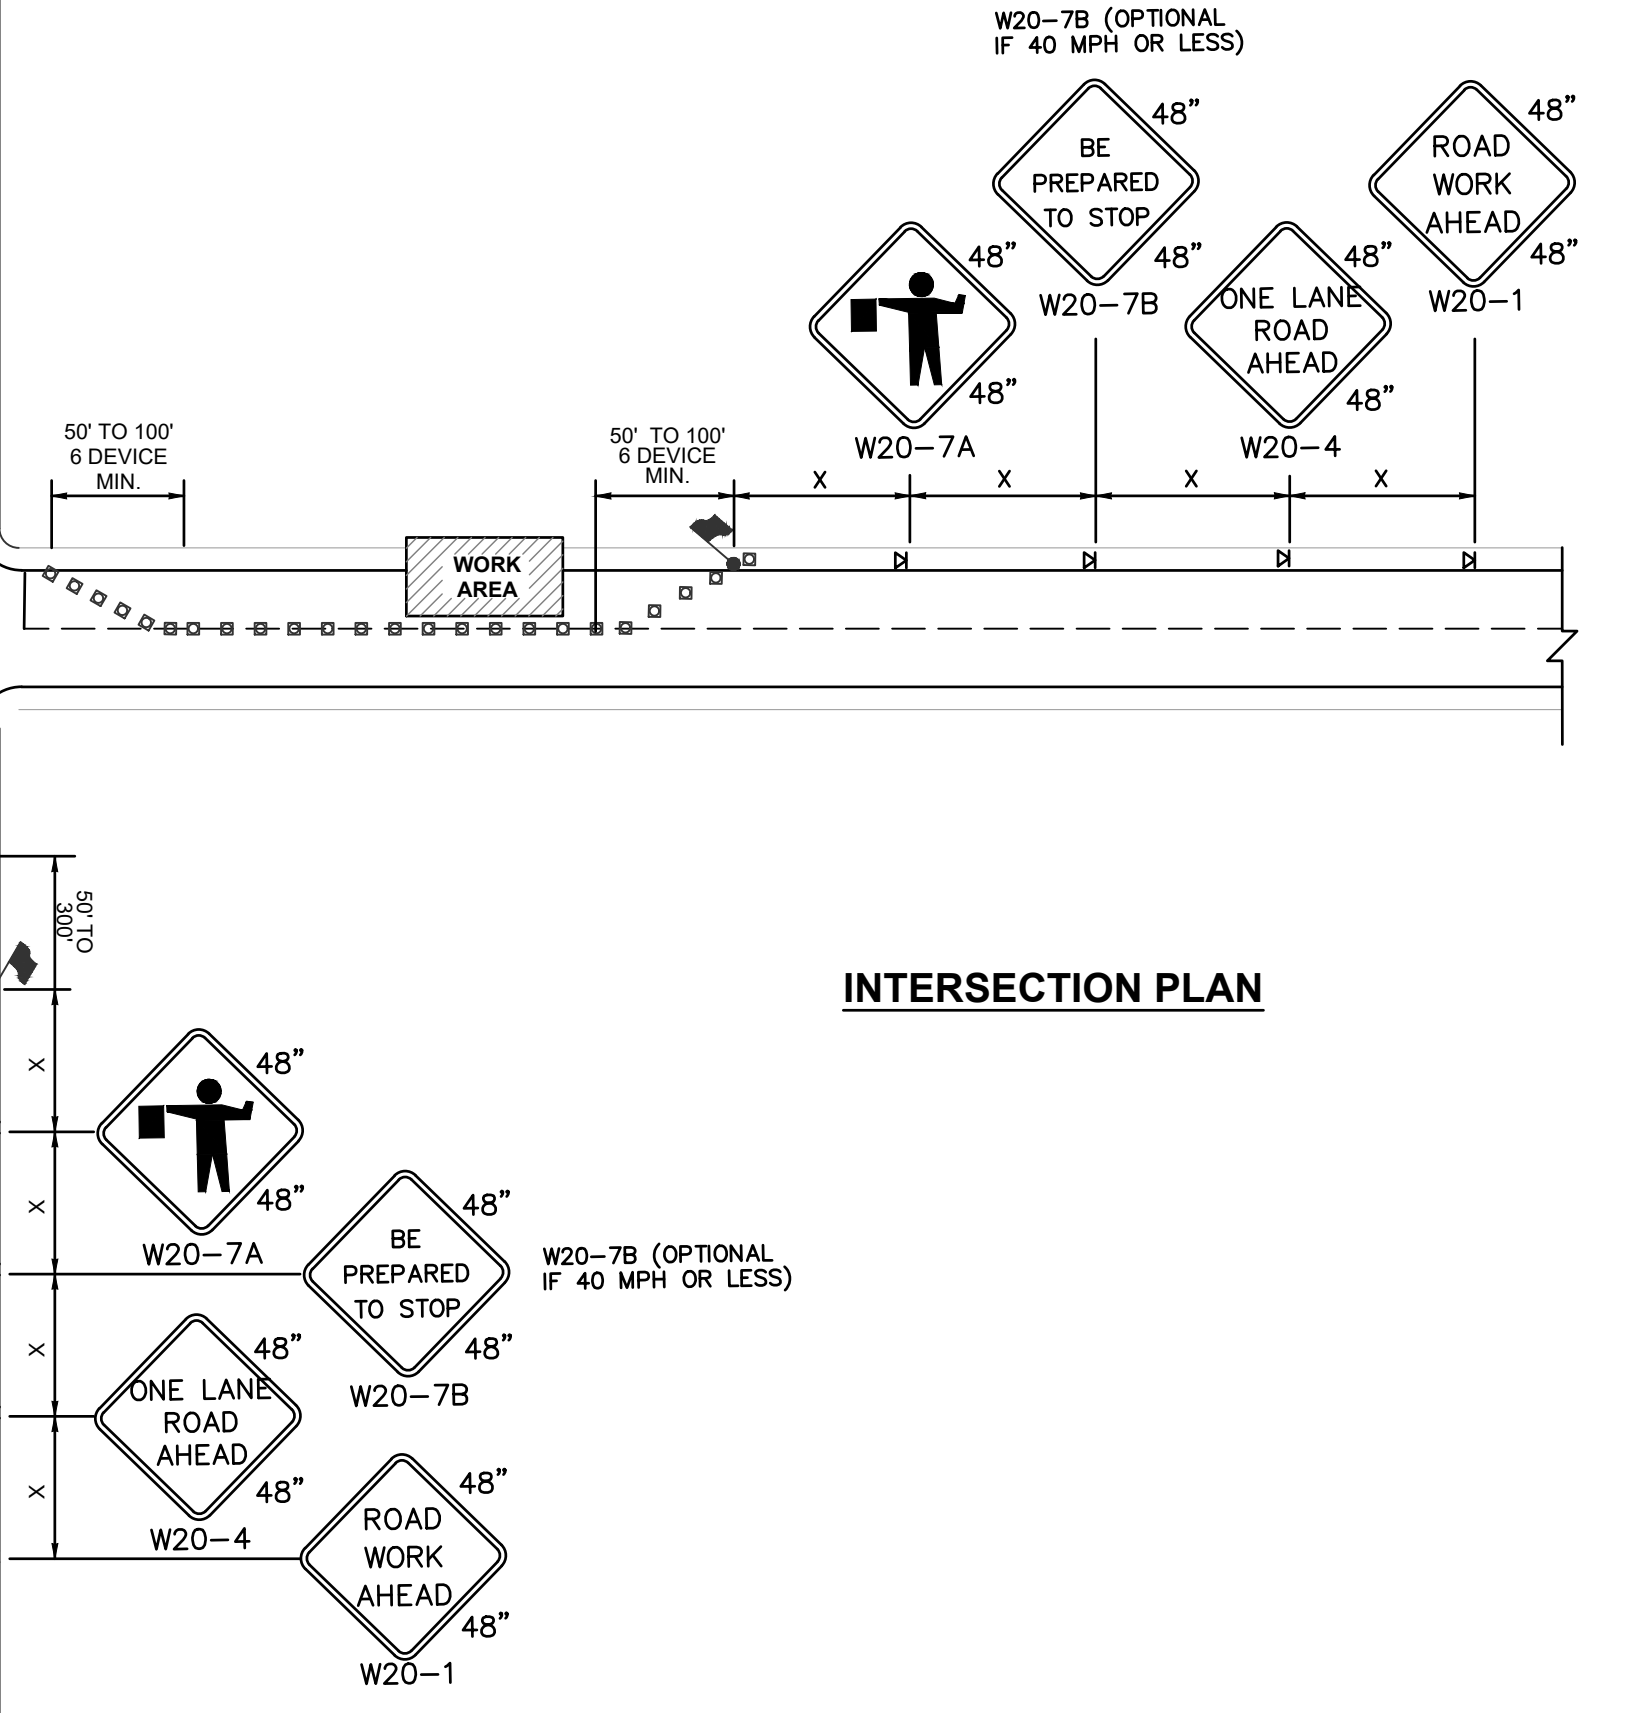 W20-7B (OPTIONAL
IF 40 MPH OR LESS)
48"
BE
PREPARED
TO STOP
48"
W20-7B
48"
ROAD
WORK
AHEAD
48"
W20-1
48"
48"
W20-7A
48"
ONE LANE
ROAD
AHEAD
48"
W20-4
50' TO 100'
6 DEVICE
MIN.
50' TO 100'
6 DEVICE
MIN.
X
X
X
X
WORK
AREA
50' TO
300'
INTERSECTION PLAN
X
X
X
X
48"
48"
W20-7A
48"
BE
PREPARED
TO STOP
48"
W20-7B
W20-7B (OPTIONAL
IF 40 MPH OR LESS)
48"
ONE LANE
ROAD
AHEAD
48"
W20-4
48"
ROAD
WORK
AHEAD
48"
W20-1